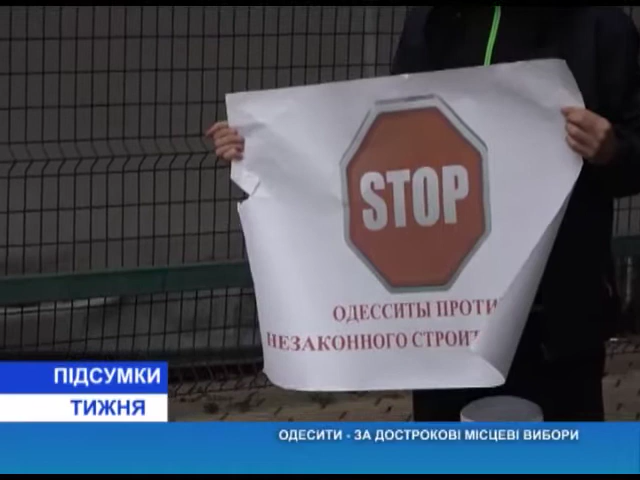 STOP
ОДЕССИТЫ ПРОТИ
НЕЗАКОННОГО СТРОИТ
ПІДСУМКИ
ТИЖНЯ
ОДЕСИТИ - ЗА ДОСТРОКОВІ МІСЦЕВІ ВИБОРИ